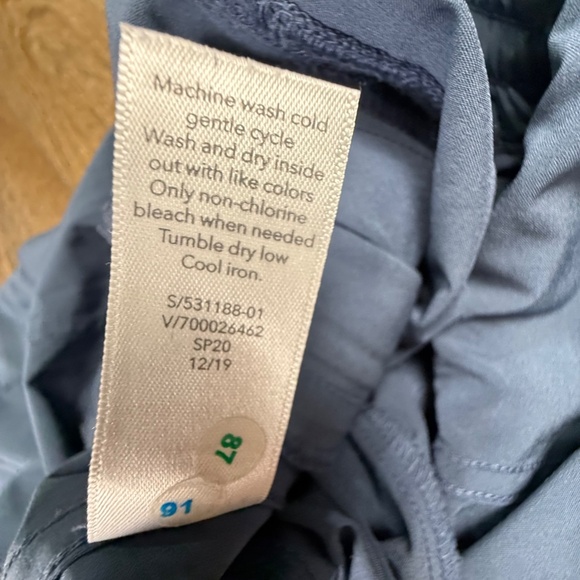 Machine wash cold
gentle cycle
Wash and dry inside
out with like colors
Only non-chlorine
bleach when needed
Tumble dry low
Cool iron.
S/531188-01
V/700026462
SP20
12/19
87
91